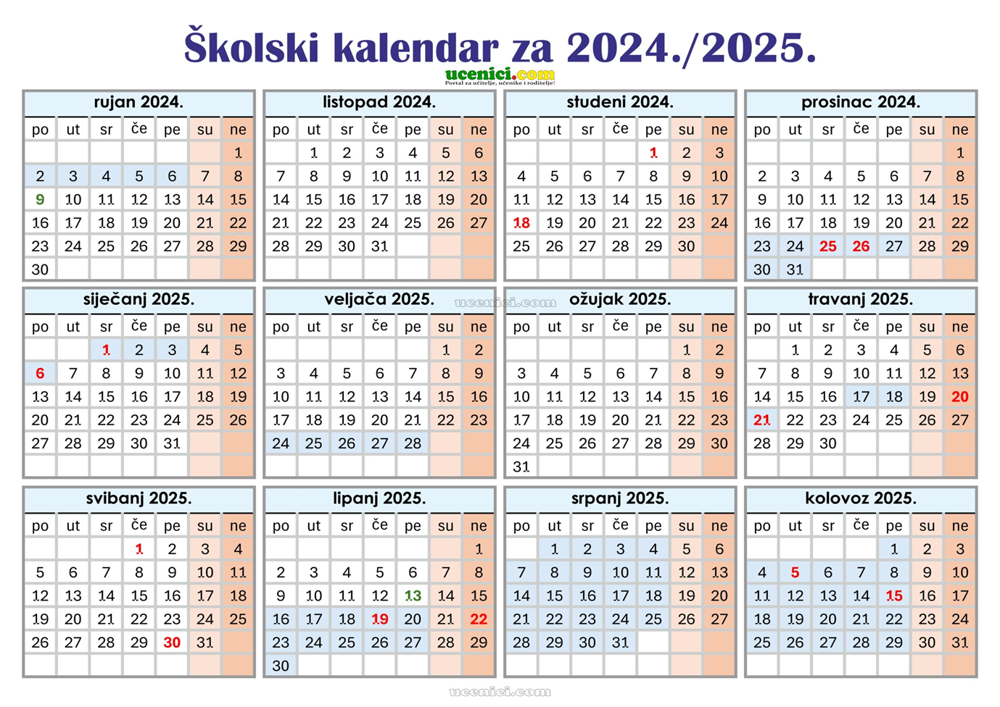 Školski kalendar za 2024./2025.
ucenici.com
Portal za učitelje, učenike i roditelje!
rujan 2024.
po ut sr če pe su ne
1
2 3 4 5 6 7 8
9 10 11 12 13 14 15
16 17 18 19 20 21 22
23 24 25 26 27 28 29
30
listopad 2024.
po ut sr če pe su ne
1 2 3 4 5 6
7 8 9 10 11 12 13
14 15 16 17 18 19 20
21 22 23 24 25 26 27
28 29 30 31
studeni 2024.
po ut sr če pe su ne
1 2 3
4 5 6 7 8 9 10
11 12 13 14 15 16 17
18 19 20 21 22 23 24
25 26 27 28 29 30
prosinac 2024.
po ut sr če pe su ne
1
2 3 4 5 6 7 8
9 10 11 12 13 14 15
16 17 18 19 20 21 22
23 24 25 26 27 28 29
30 31
siječanj 2025.
po ut sr če pe su ne
1 2 3 4 5
6 7 8 9 10 11 12
13 14 15 16 17 18 19
20 21 22 23 24 25 26
27 28 29 30 31
veljača 2025.
po ut sr če pe su ne
1 2
3 4 5 6 7 8 9
10 11 12 13 14 15 16
17 18 19 20 21 22 23
24 25 26 27 28
ucenici.com
ožujak 2025.
po ut sr če pe su ne
1 2
3 4 5 6 7 8 9
10 11 12 13 14 15 16
17 18 19 20 21 22 23
24 25 26 27 28 29 30
31
travanj 2025.
po ut sr če pe su ne
1 2 3 4 5 6
7 8 9 10 11 12 13
14 15 16 17 18 19 20
21 22 23 24 25 26 27
28 29 30
svibanj 2025.
po ut sr če pe su ne
1 2 3 4
5 6 7 8 9 10 11
12 13 14 15 16 17 18
19 20 21 22 23 24 25
26 27 28 29 30 31
lipanj 2025.
po ut sr če pe su ne
1
2 3 4 5 6 7 8
9 10 11 12 13 14 15
16 17 18 19 20 21 22
23 24 25 26 27 28 29
30
srpanj 2025.
po ut sr če pe su ne
1 2 3 4 5 6
7 8 9 10 11 12 13
14 15 16 17 18 19 20
21 22 23 24 25 26 27
28 29 30 31
kolovoz 2025.
po ut sr če pe su ne
1 2 3
4 5 6 7 8 9 10
11 12 13 14 15 16 17
18 19 20 21 22 23 24
25 26 27 28 29 30 31
ucenici.com